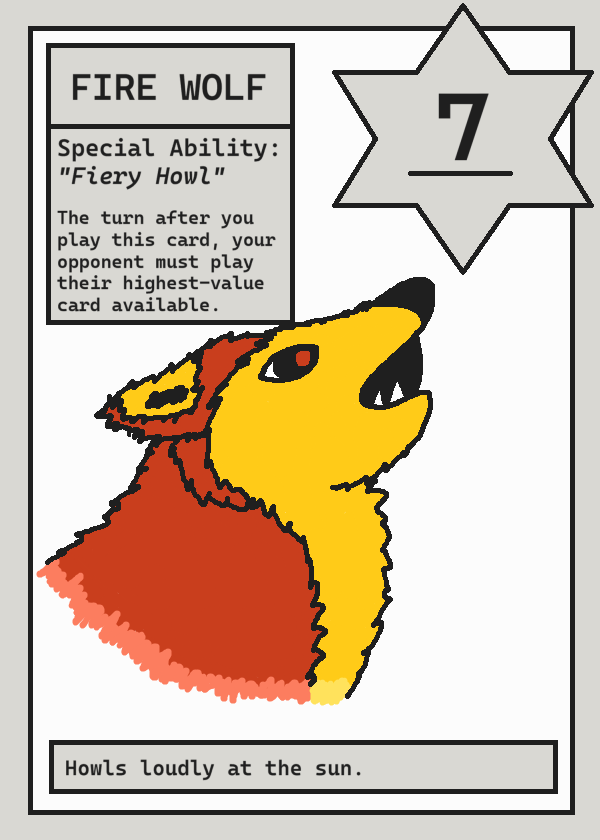 FIRE WOLF
7
Special Ability:
"Fiery Howl"
The turn after you
play this card, your
opponent must play
their highest-value
card available.
Howls loudly at the sun.